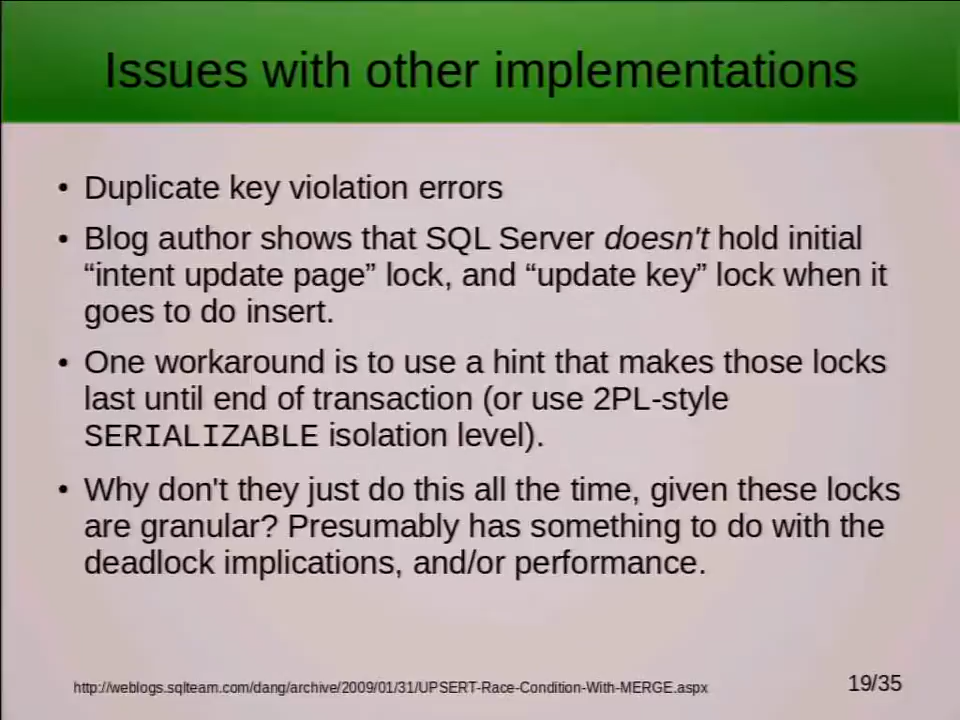 Issues with other implementations
• Duplicate key violation errors
• Blog author shows that SQL Server doesn't hold initial
“intent update page” lock, and “update key” lock when it
goes to do insert.
• One workaround is to use a hint that makes those locks
last until end of transaction (or use 2PL-style
SERIALIZABLE isolation level).
• Why don't they just do this all the time, given these locks
are granular? Presumably has something to do with the
deadlock implications, and/or performance.
http://weblogs.sqlteam.com/dang/archive/2009/01/31/UPSERT-Race-Condition-With-MERGE.aspx
19/35